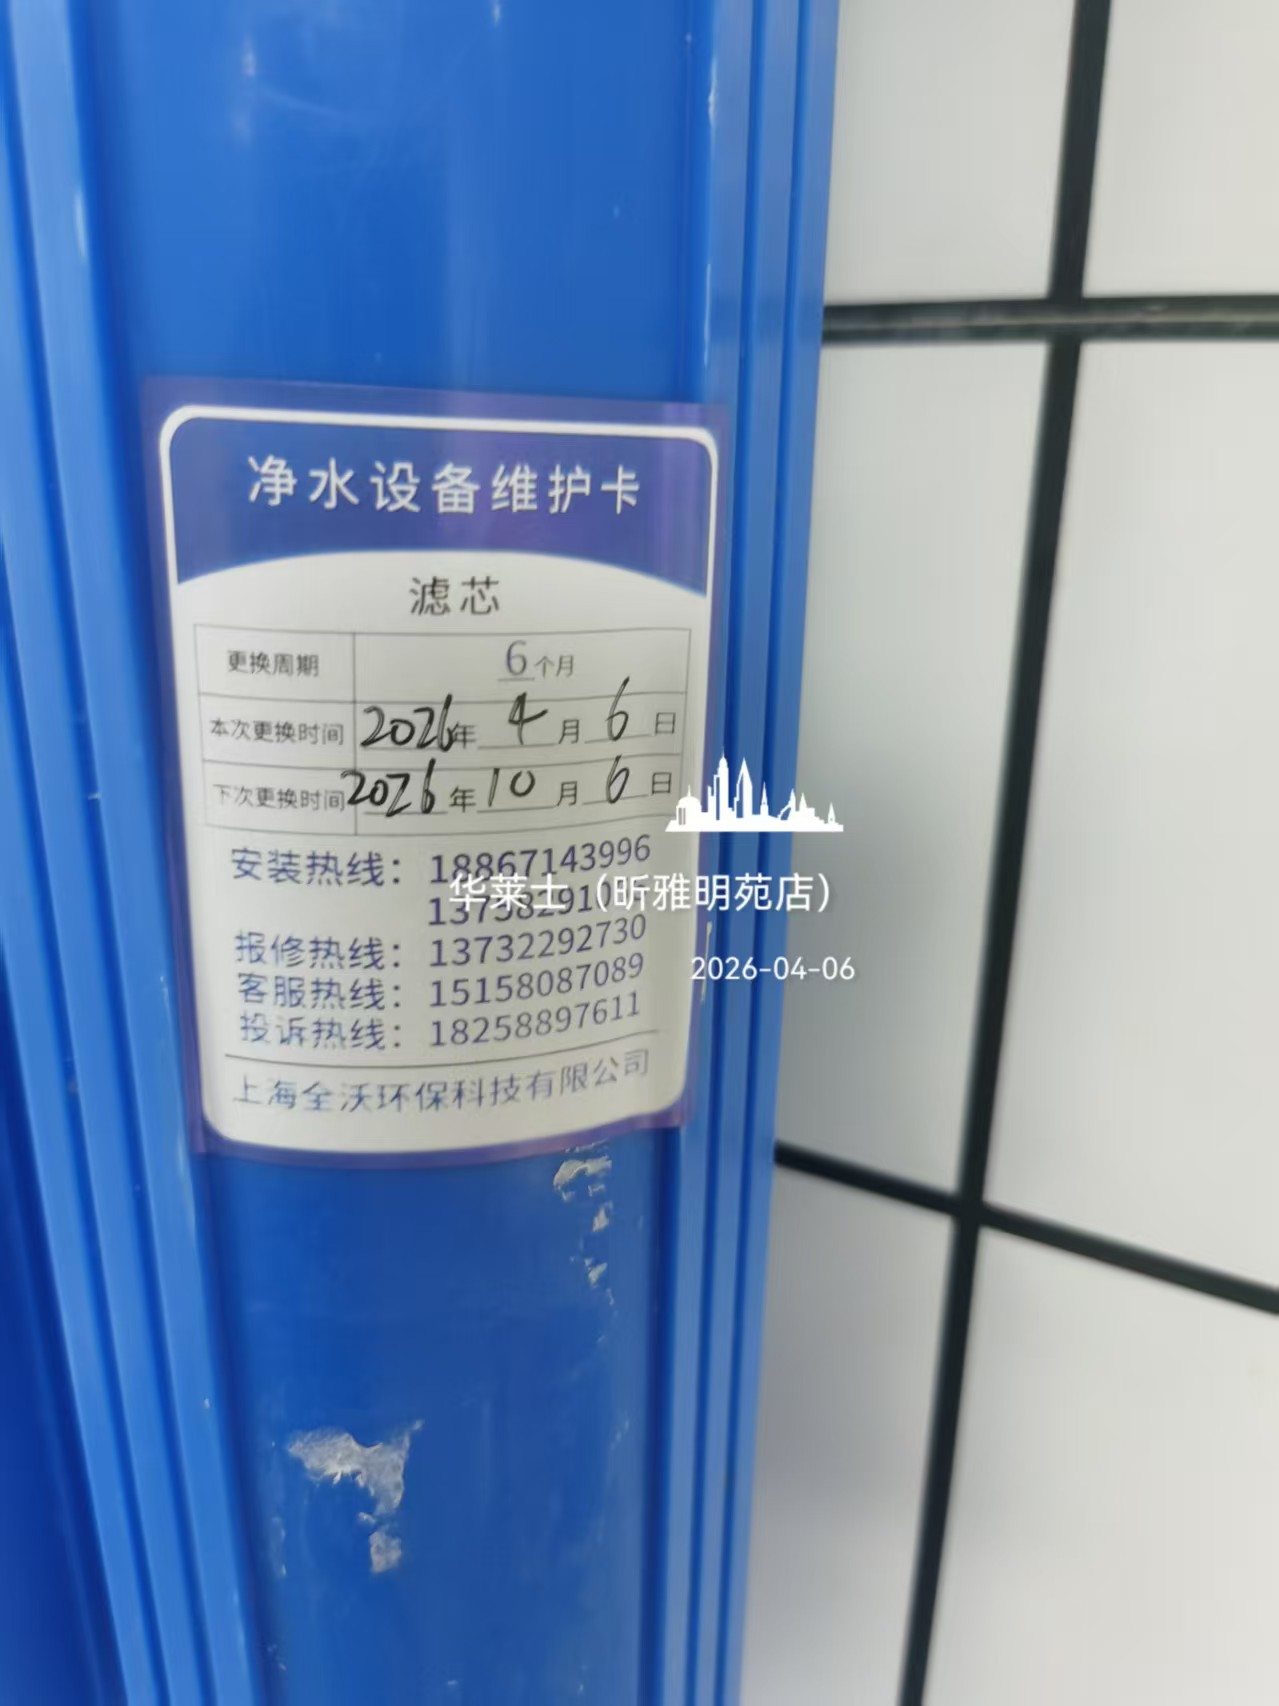 净水设备维护卡
滤芯
更换周期 6个月
本次更换时间 2026年 4 月 6 日
下次更换时间 2026年 10 月 6 日
安装热线：18867143996
华莱士（昕雅明苑店）
报修热线：13732292730
2026-04-06
客服热线：15158087089
投诉热线：18258897611
上海全沃环保科技有限公司